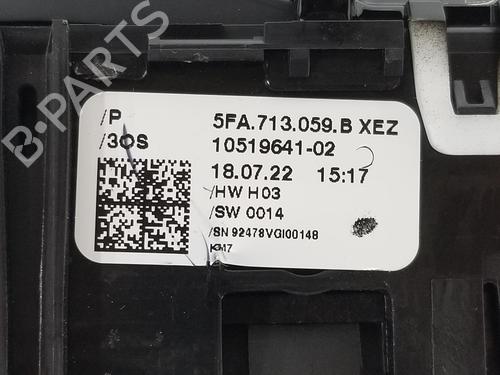 B-PARTS
/P 5FA.713.059.B XEZ
/3OS 10519641-02
18.07.22 15:17
/HW H03
/SW 0014
/SN 92478VGI00148